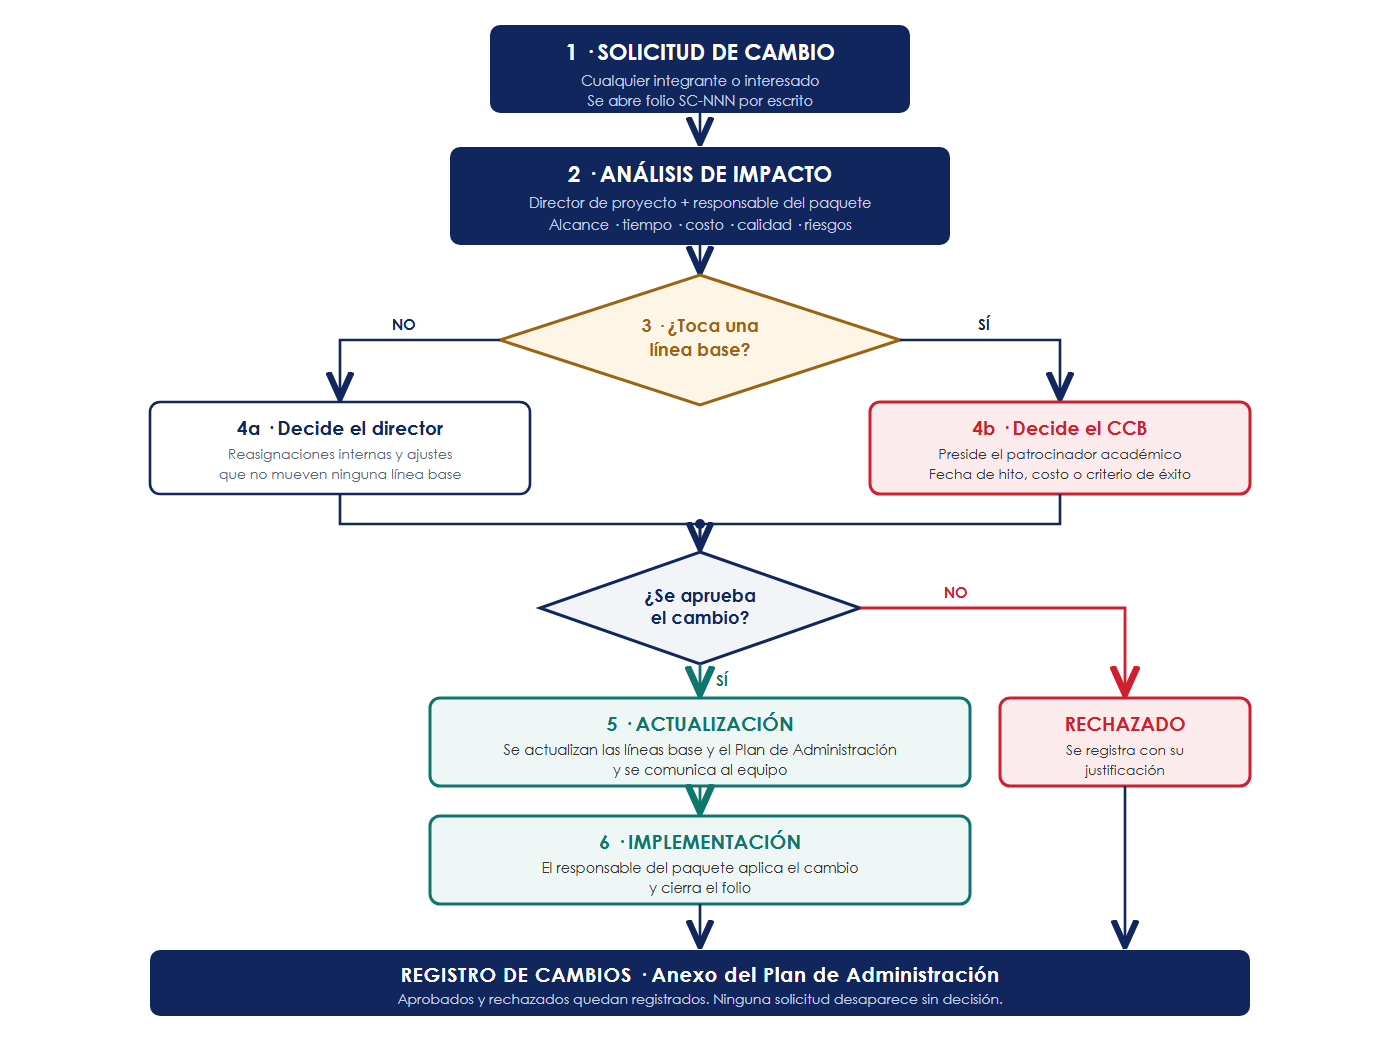 1 · SOLICITUD DE CAMBIO
Cualquier integrante o interesado
Se abre folio SC-NNN por escrito
2 · ANÁLISIS DE IMPACTO
Director de proyecto + responsable del paquete
Alcance · tiempo · costo · calidad · riesgos
3 · ¿Toca una
línea base?
NO
SÍ
4a · Decide el director
Reasignaciones internas y ajustes
que no mueven ninguna línea base
4b · Decide el CCB
Preside el patrocinador académico
Fecha de hito, costo o criterio de éxito
¿Se aprueba
el cambio?
NO
SÍ
5 · ACTUALIZACIÓN
Se actualizan las líneas base y el Plan de Administración
y se comunica al equipo
RECHAZADO
Se registra con su
justificación
6 · IMPLEMENTACIÓN
El responsable del paquete aplica el cambio
y cierra el folio
REGISTRO DE CAMBIOS · Anexo del Plan de Administración
Aprobados y rechazados quedan registrados. Ninguna solicitud desaparece sin decisión.